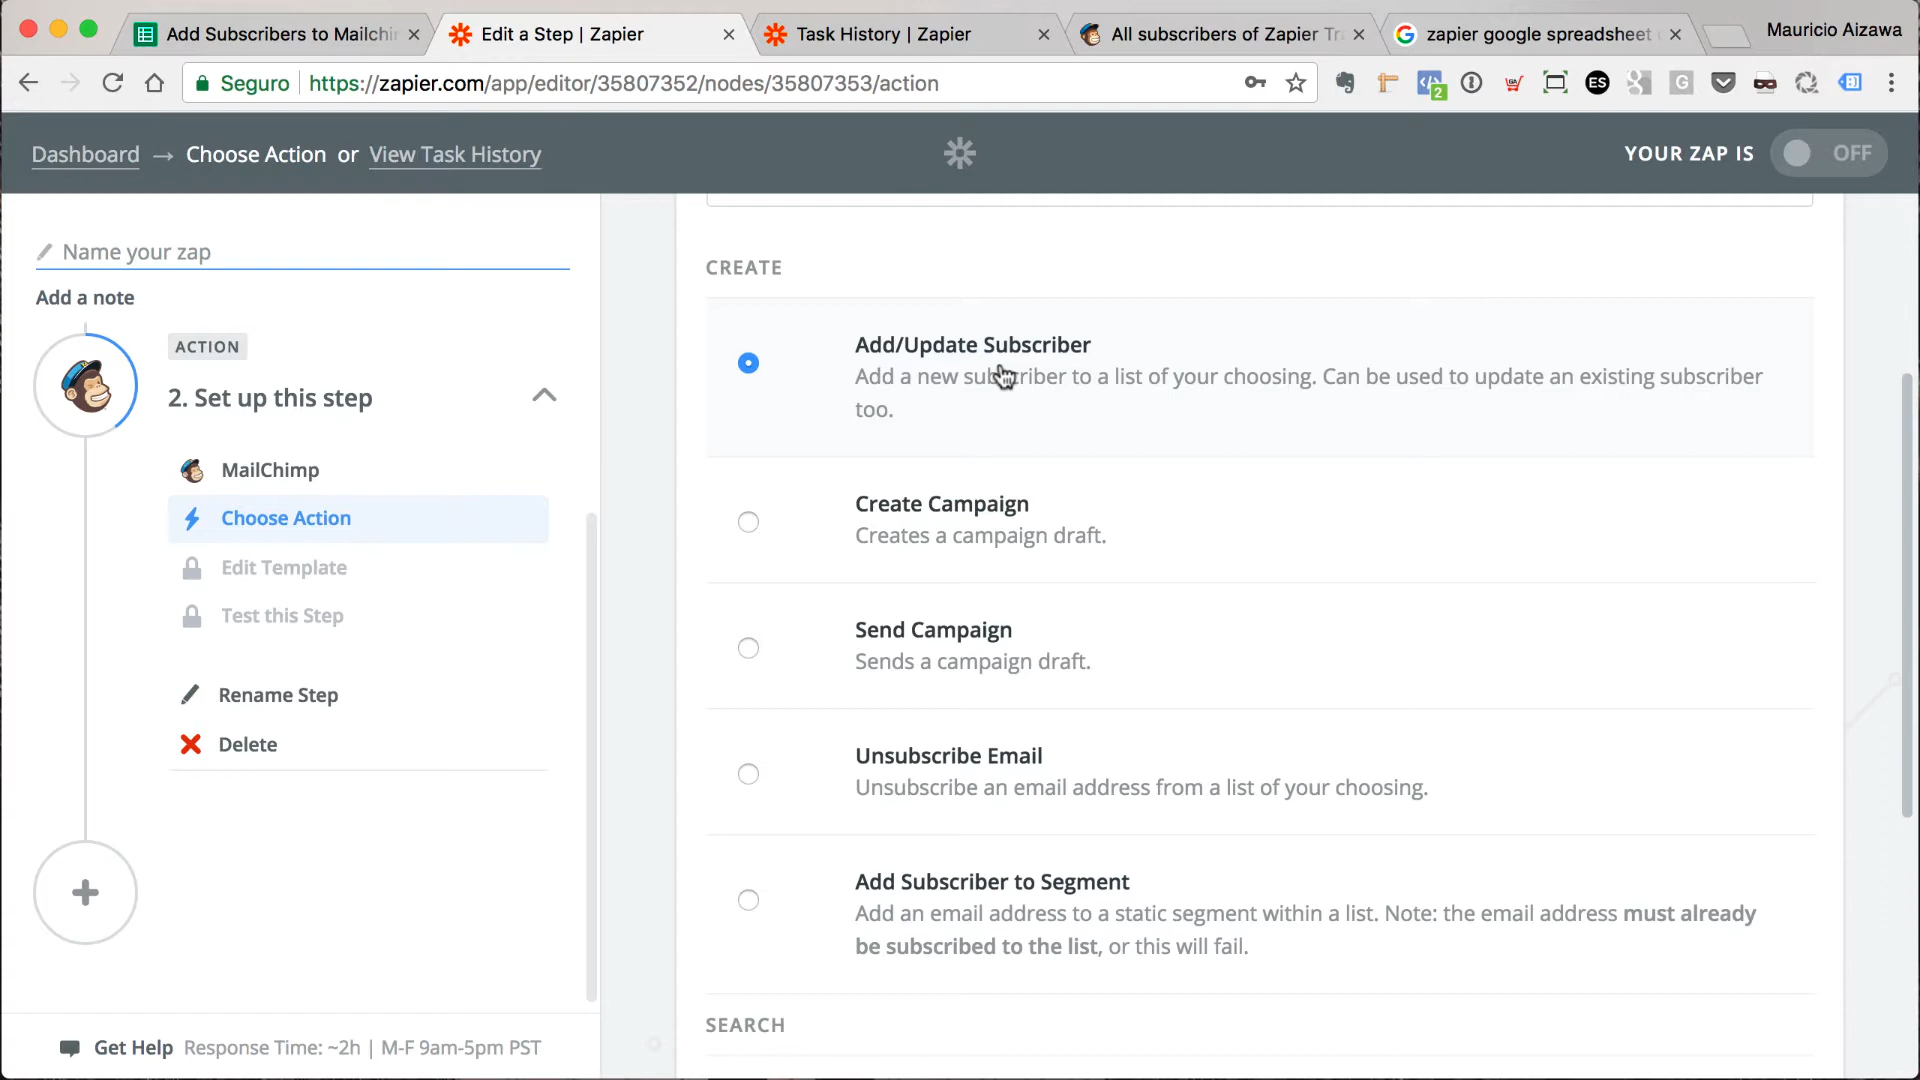 Add Subscribers to Mailchi
Edit a Step | Zapier
Task History | Zapier
All subscribers of Zapier Tr
zapier google spreadsheet
Mauricio Aizawa
Seguro
https://zapier.com/app/editor/35807352/nodes/35807353/action
2
ES
G
Dashboard → Choose Action or View Task History
YOUR ZAP IS OFF
Name your zap
Add a note
ACTION
2. Set up this step
MailChimp
Choose Action
Edit Template
Test this Step
Rename Step
Delete
Get Help Response Time: ~2h | M-F 9am-5pm PST
CREATE
Add/Update Subscriber
Add a new subscriber to a list of your choosing. Can be used to update an existing subscriber
too.
Create Campaign
Creates a campaign draft.
Send Campaign
Sends a campaign draft.
Unsubscribe Email
Unsubscribe an email address from a list of your choosing.
Add Subscriber to Segment
Add an email address to a static segment within a list. Note: the email address must already
be subscribed to the list, or this will fail.
SEARCH